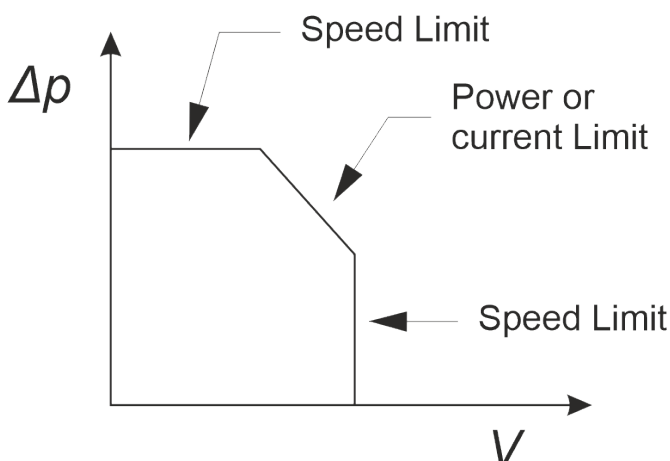 Speed Limit
Δp
Power or
current Limit
Speed Limit
V